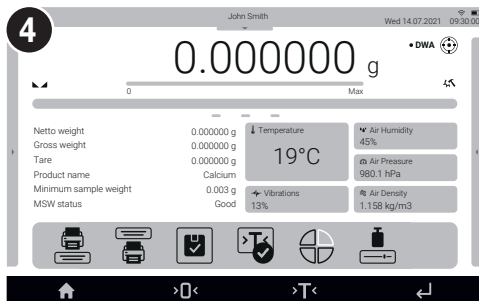 4
John Smith
Wed 14.07.2021 09:30:00
0.000000 g
• DWA
0 Max
Netto weight 0.000000 g
Gross weight 0.000000 g
Tare 0.000000 g
Product name Calcium
Minimum sample weight 0.003 g
MSW status Good
Temperature
19°C
Vibrations
13%
Air Humidity
45%
Air Preasure
980.1 hPa
Air Density
1.158 kg/m3
>T<
>0< >T<